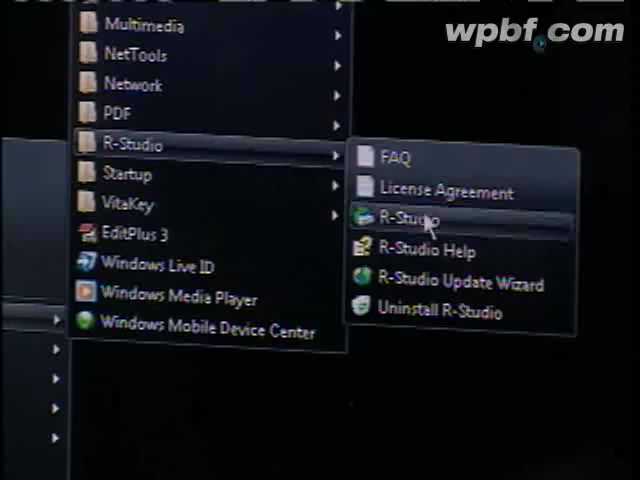 wpbf.com
Multimedia
NetTools
Network
PDF
R-Studio
Startup
VitaKey
EditPlus 3
Windows Live ID
Windows Media Player
Windows Mobile Device Center
FAQ
License Agreement
R-Studio
R-Studio Help
R-Studio Update Wizard
Uninstall R-Studio